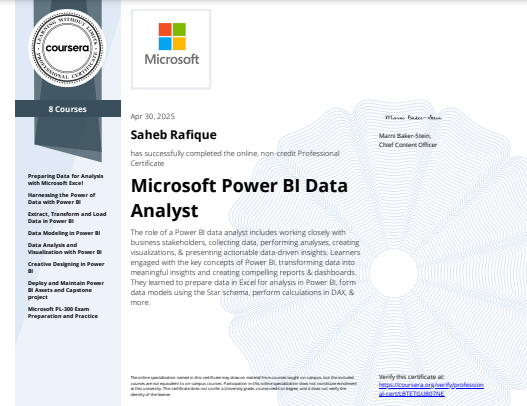 LEARNING WITHOUT LIMITS
coursera
PROFESSIONAL CERTIFICATE
8 Courses
Preparing Data for Analysis
with Microsoft Excel
Harnessing the Power of
Data with Power BI
Extract, Transform and Load
Data in Power BI
Data Modeling in Power BI
Data Analysis and
Visualization with Power BI
Creative Designing in Power
BI
Deploy and Maintain Power
BI Assets and Capstone
project
Microsoft PL-300 Exam
Preparation and Practice
Microsoft
Apr 30, 2025
Saheb Rafique
has successfully completed the online, non-credit Professional
Certificate
Microsoft Power BI Data
Analyst
The role of a Power BI data analyst includes working closely with
business stakeholders, collecting data, performing analyses, creating
visualizations, & presenting actionable data-driven insights. Learners
engaged with the key concepts of Power BI, transforming data into
meaningful insights and creating compelling reports & dashboards.
They learned to prepare data in Excel for analysis in Power BI, form
data models using the Star schema, perform calculations in DAX, &
more.
Marni Baker-Stein
Marni Baker-Stein,
Chief Content Officer
The online specialization named in this certificate may draw on material from courses taught on-campus, but the included
courses are not equivalent to on-campus courses. Participation in this online specialization does not constitute enrollment
at this university. This certificate does not confer a University grade, course credit or degree, and it does not verify the
identity of the learner.
Verify this certificate at:
https://coursera.org/verify/profession
al-cert/